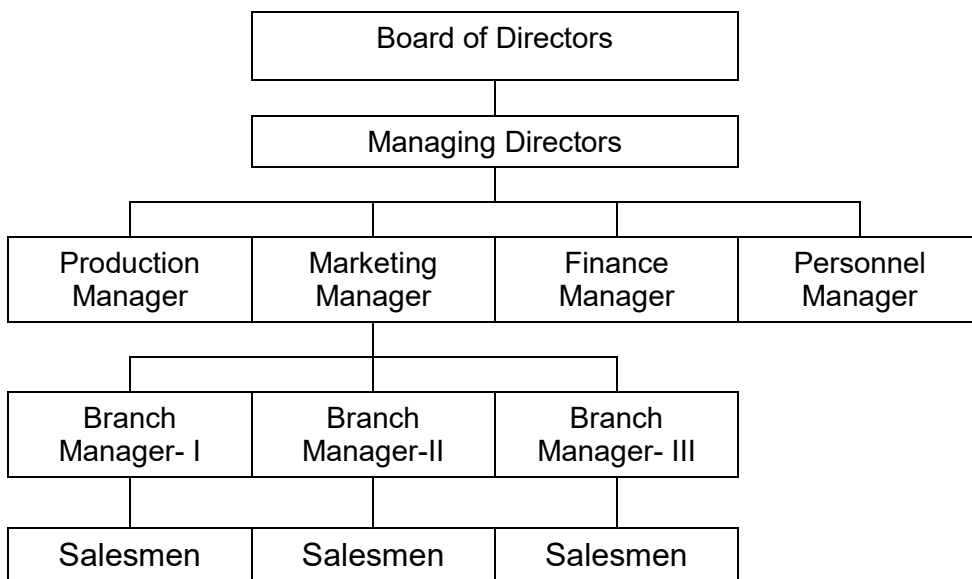 Board of Directors
Managing Directors
Production
Manager
Marketing
Manager
Finance
Manager
Personnel
Manager
Branch
Manager- I
Branch
Manager-II
Branch
Manager- III
Salesmen
Salesmen
Salesmen